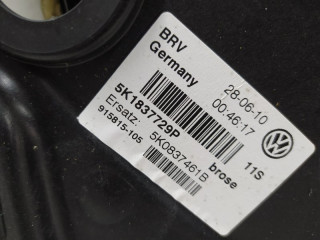 BRV
Germany
28-06-10
00:46:17
5K1837729P
Ersatz:
5K0837461B
915815-105
brose
11S